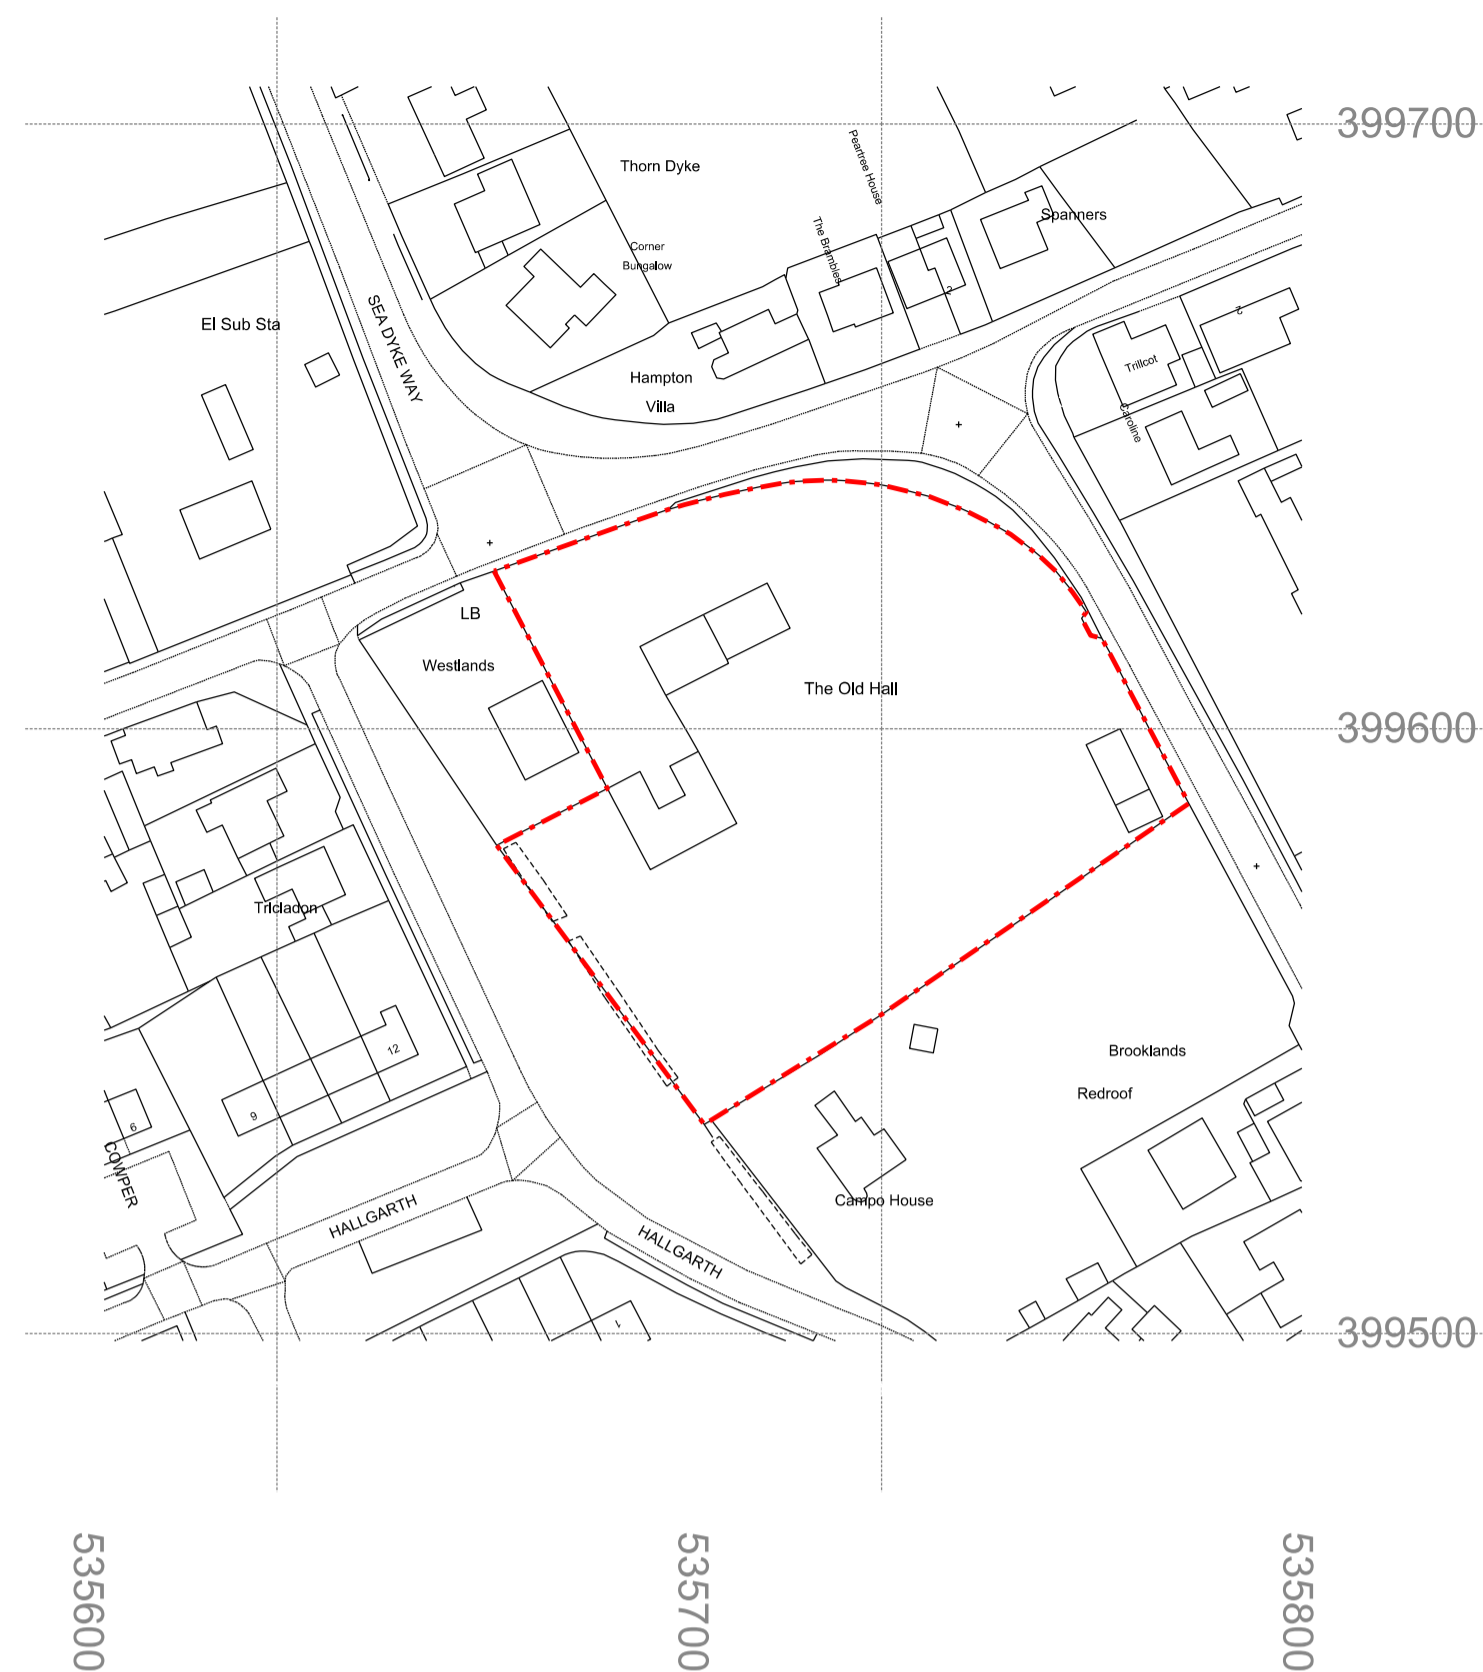 399700
Thorn Dyke
Peartree House
Spanners
The Brambles
Corner
Bungalow
2
SEA DYKE WAY
El Sub Sta
2
Trillcot
Hampton
Villa
Caroline
LB
Westlands
The Old Hall
399600
Tricladon
12
9
6
Brooklands
Redroof
COWPER
HALLGARTH
HALLGARTH
Campo House
1
399500
535600
535700
535800